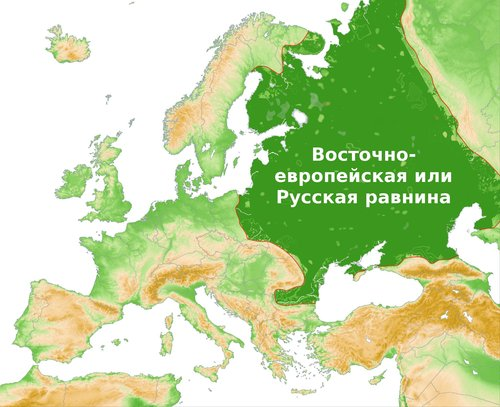 Восточно-
европейская или
Русская равнина